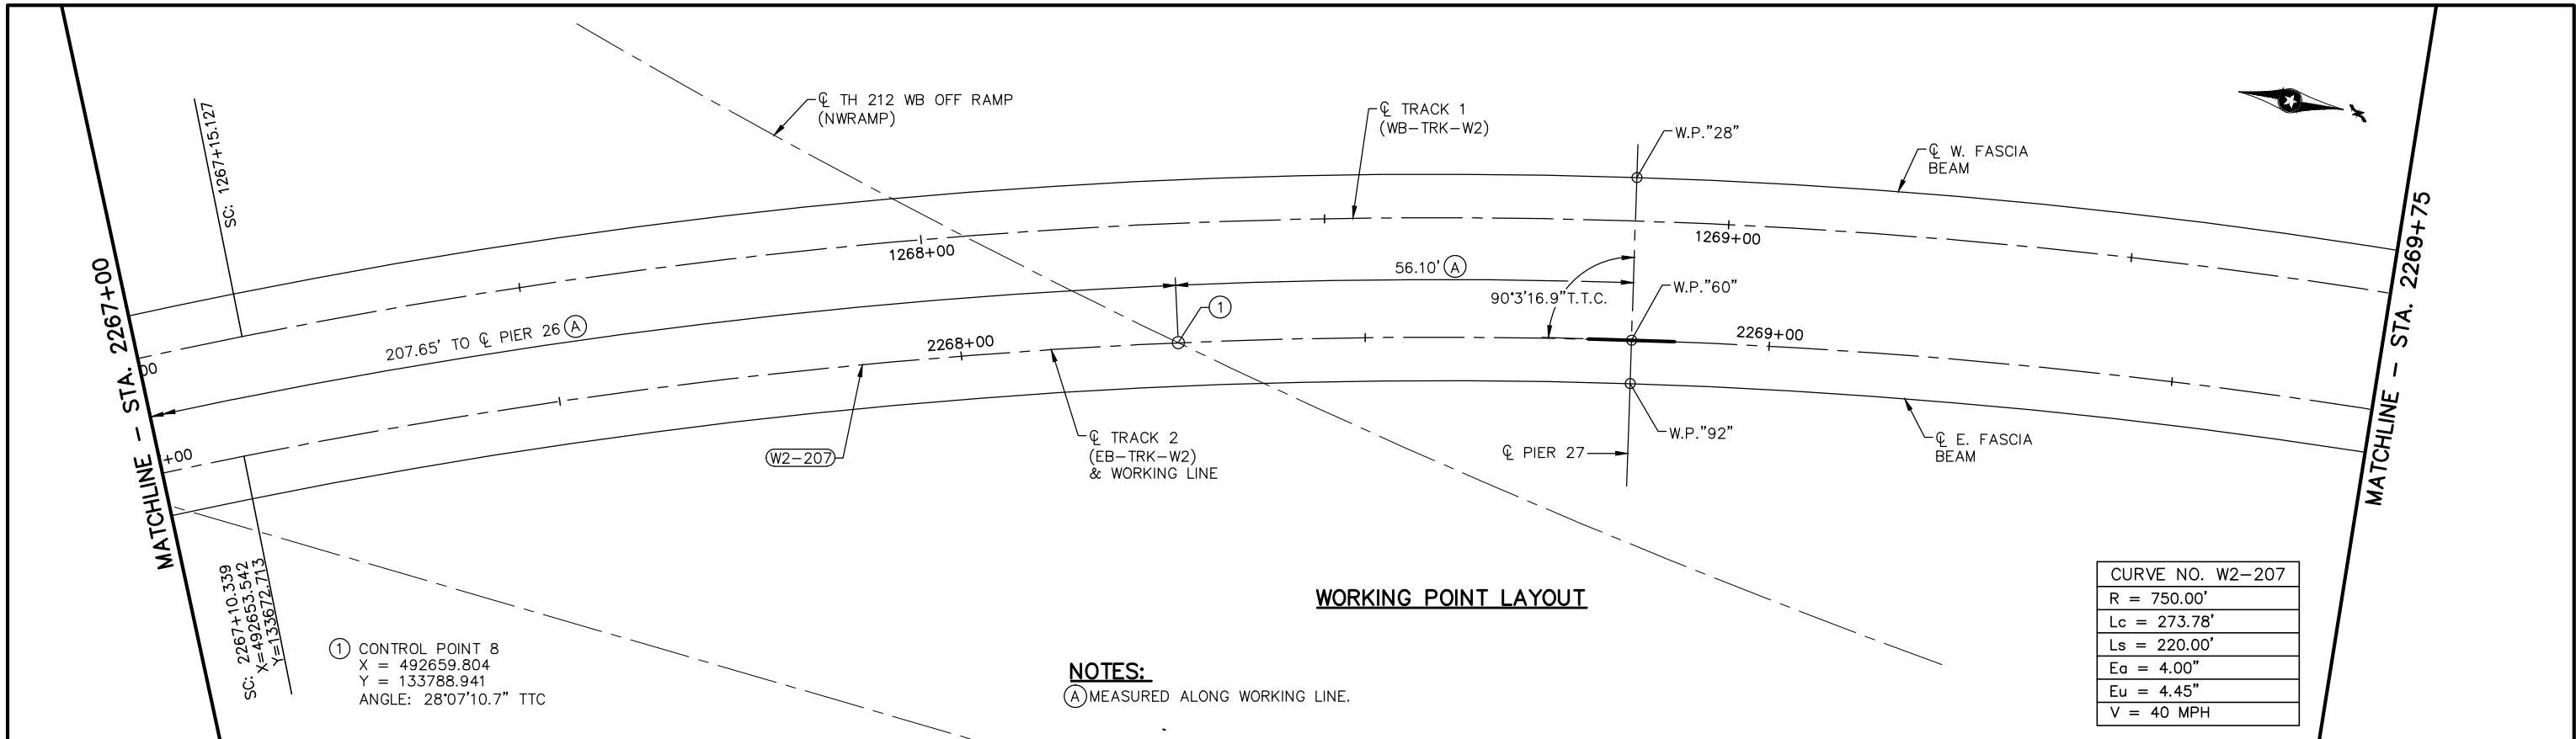 ℄ TH 212 WB OFF RAMP
(NWRAMP)
℄ TRACK 1
(WB-TRK-W2)
W.P."28"
℄ W. FASCIA
BEAM
SC: 1267+15.127
MATCHLINE - STA. 2267+00
1268+00
1269+00
56.10' Ⓐ
90°3'16.9"T.T.C.
W.P."60"
MATCHLINE - STA. 2269+75
①
207.65' TO ℄ PIER 26 Ⓐ
00
2268+00
2269+00
+00
W2-207
℄ TRACK 2
(EB-TRK-W2)
& WORKING LINE
℄ PIER 27
W.P."92"
℄ E. FASCIA
BEAM
SC: 2267+10.339
X=492653.542
Y=133672.713
WORKING POINT LAYOUT
① CONTROL POINT 8
X = 492659.804
Y = 133788.941
ANGLE: 28°07'10.7" TTC
NOTES:
Ⓐ MEASURED ALONG WORKING LINE.
CURVE NO. W2-207
R = 750.00'
Lc = 273.78'
Ls = 220.00'
Ea = 4.00"
Eu = 4.45"
V = 40 MPH